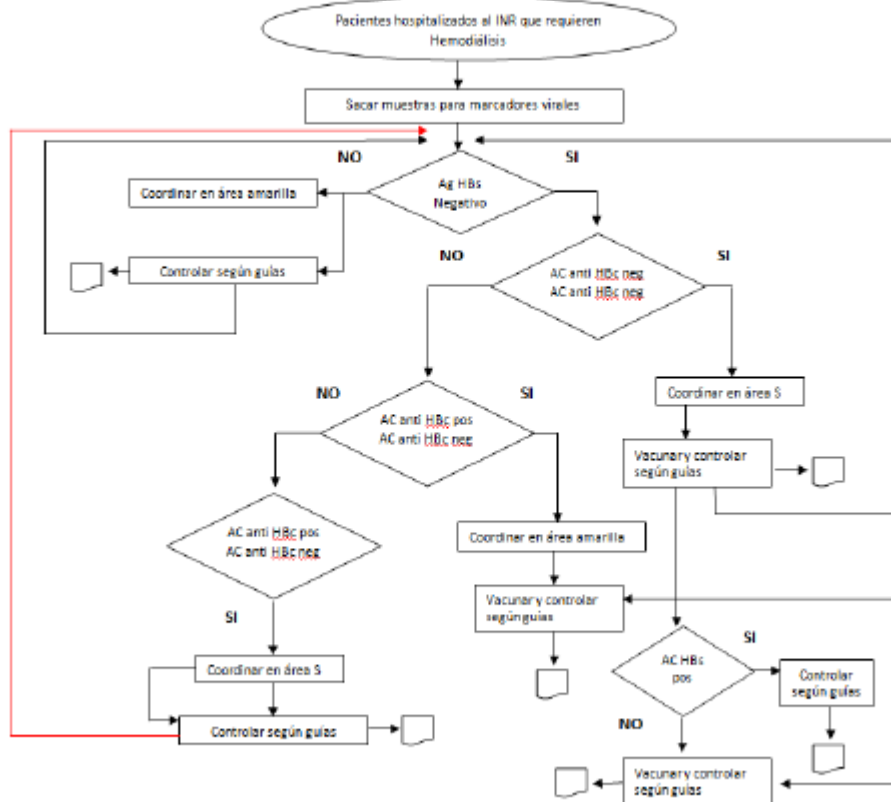 Pacientes hospitalizados al INR que requieren
Hemodiálisis
Sacar muestras para marcadores virales
NO
SI
Ag HBs
Negativo
Coordinar en área amarilla
Controlar según guías
NO
SI
AC anti HBc neg
AC anti HBc neg
NO
SI
AC anti HBc pos
AC anti HBc neg
Coordinar en área S
Vacunar y controlar
según guías
AC anti HBc pos
AC anti HBc neg
Coordinar en área amarilla
Vacunar y controlar
según guias
SI
Coordinar en área S
Controlar según guías
AC HBs
pos
SI
Controlar
según guías
NO
Vacunar y controlar
según guías